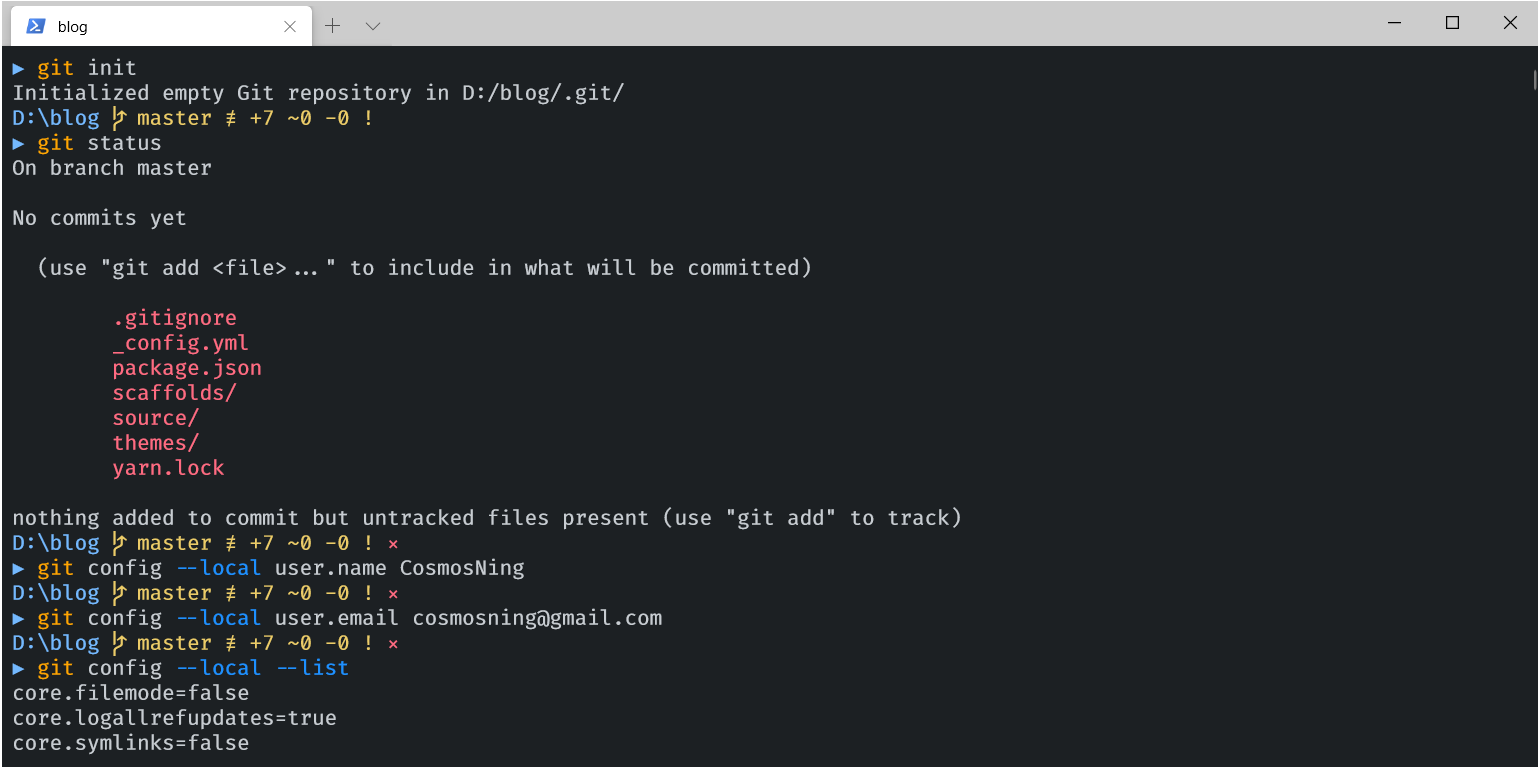 blog
▶ git init
Initialized empty Git repository in D:/blog/.git/
D:\blog master ≢ +7 ~0 -0 !
▶ git status
On branch master
No commits yet
(use "git add <file>..." to include in what will be committed)
.gitignore
_config.yml
package.json
scaffolds/
source/
themes/
yarn.lock
nothing added to commit but untracked files present (use "git add" to track)
D:\blog master ≢ +7 ~0 -0 ! ×
▶ git config --local user.name CosmosNing
D:\blog master ≢ +7 ~0 -0 ! ×
▶ git config --local user.email cosmosning@gmail.com
D:\blog master ≢ +7 ~0 -0 ! ×
▶ git config --local --list
core.filemode=false
core.logallrefupdates=true
core.symlinks=false